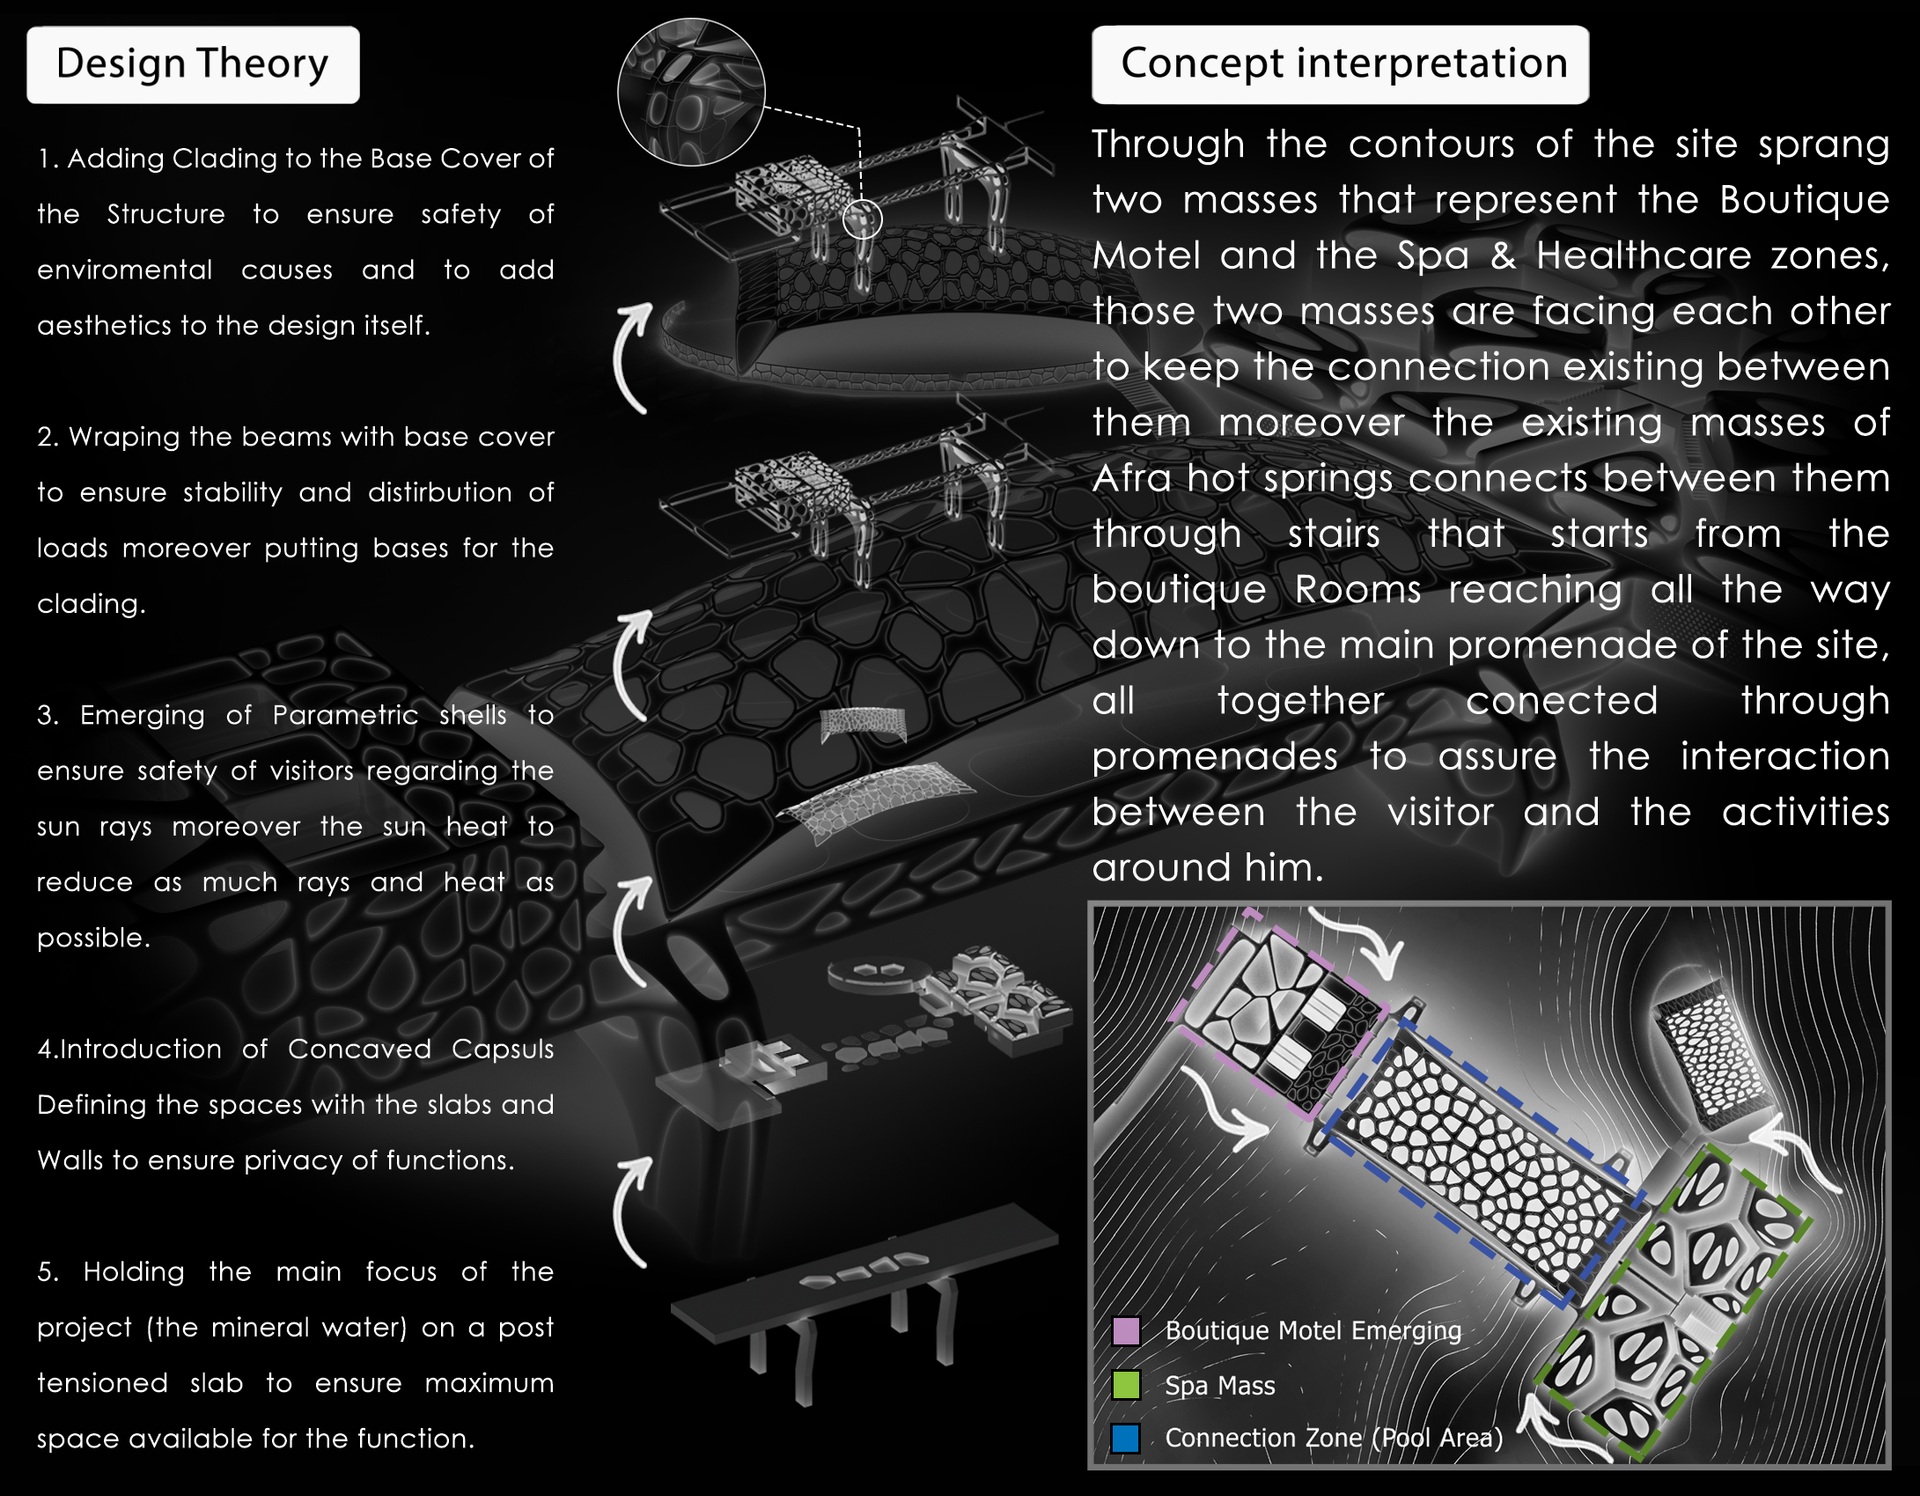 Design Theory
1. Adding Clading to the Base Cover of
the Structure to ensure safety of
enviromental causes and to add
aesthetics to the design itself.
2. Wraping the beams with base cover
to ensure stability and distirbution of
loads moreover putting bases for the
clading.
3. Emerging of Parametric shells to
ensure safety of visitors regarding the
sun rays moreover the sun heat to
reduce as much rays and heat as
possible.
4.Introduction of Concaved Capsuls
Defining the spaces with the slabs and
Walls to ensure privacy of functions.
5. Holding the main focus of the
project (the mineral water) on a post
tensioned slab to ensure maximum
space available for the function.
Concept interpretation
Through the contours of the site sprang
two masses that represent the Boutique
Motel and the Spa & Healthcare zones,
those two masses are facing each other
to keep the connection existing between
them moreover the existing masses of
Afra hot springs connects between them
through stairs that starts from the
boutique Rooms reaching all the way
down to the main promenade of the site,
all together conected through
promenades to assure the interaction
between the visitor and the activities
around him.
Boutique Motel Emerging
Spa Mass
Connection Zone (Pool Area)